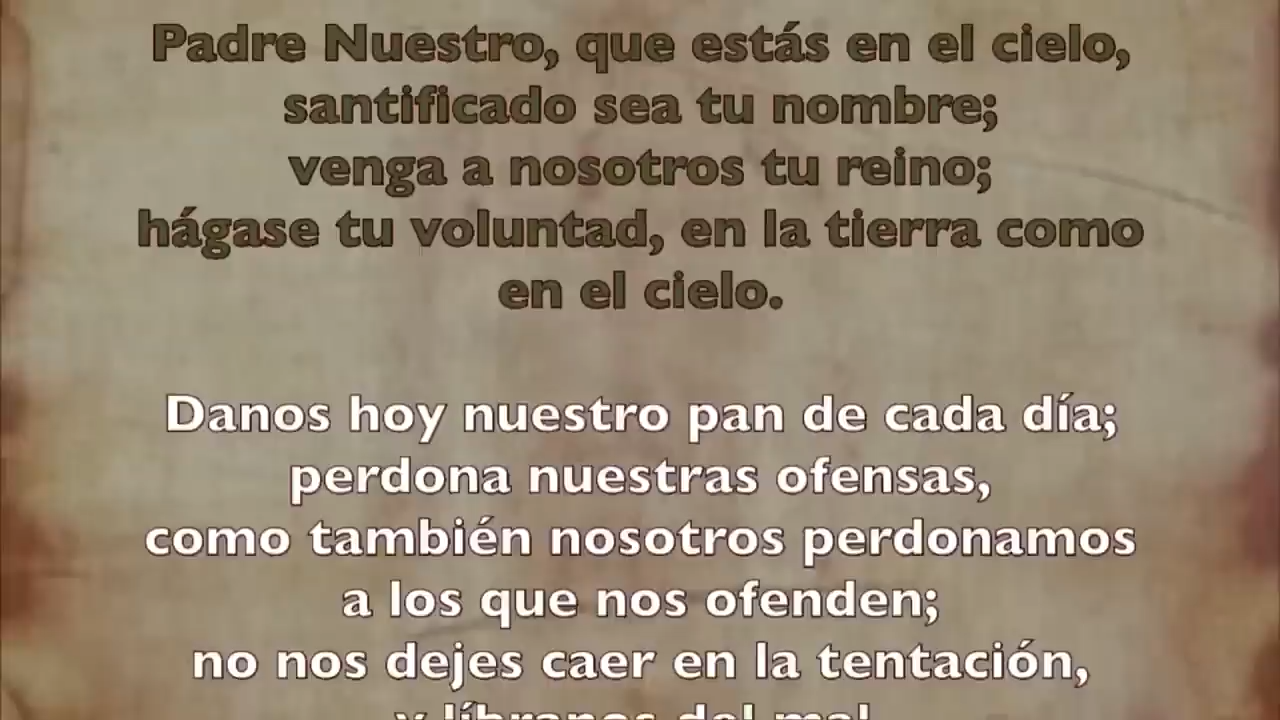 Padre Nuestro, que estás en el cielo,
santificado sea tu nombre;
venga a nosotros tu reino;
hágase tu voluntad, en la tierra como
en el cielo.
Danos hoy nuestro pan de cada día;
perdona nuestras ofensas,
como también nosotros perdonamos
a los que nos ofenden;
no nos dejes caer en la tentación,
y líbranos del mal.